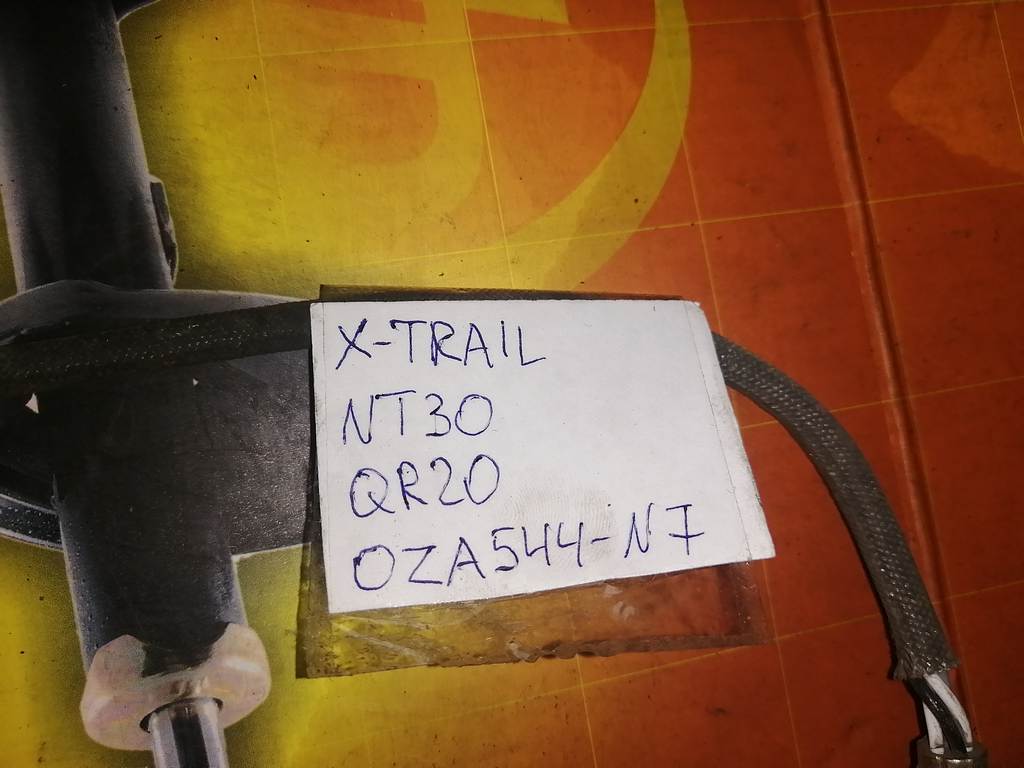 X-TRAIL
NT30
QR20
OZA544-N7